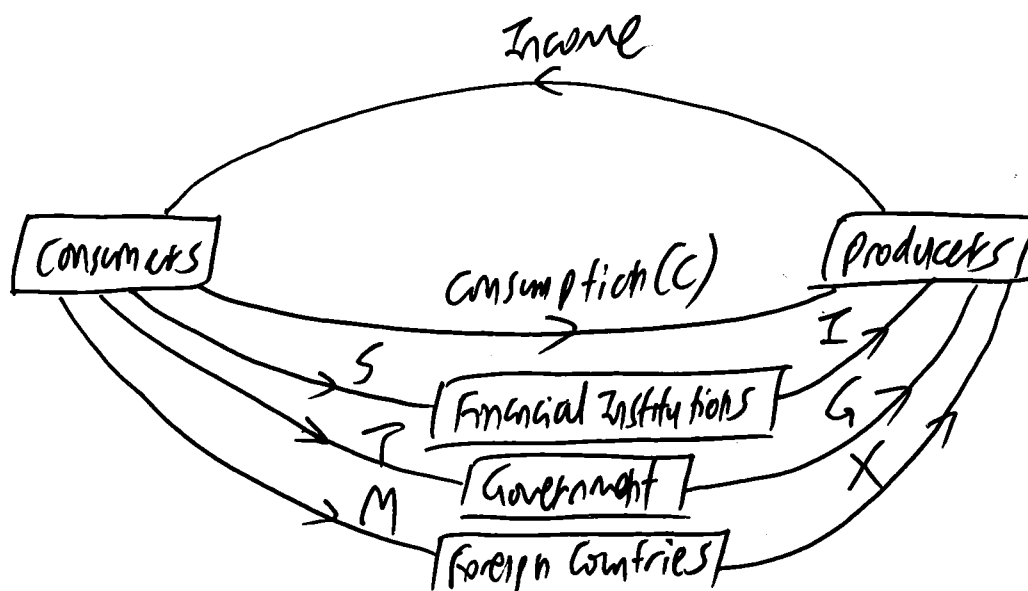 Income
Consumers
Producers
Consumption (C)
I
S
Financial Institutions
G
T
Government
X
M
Foreign Countries